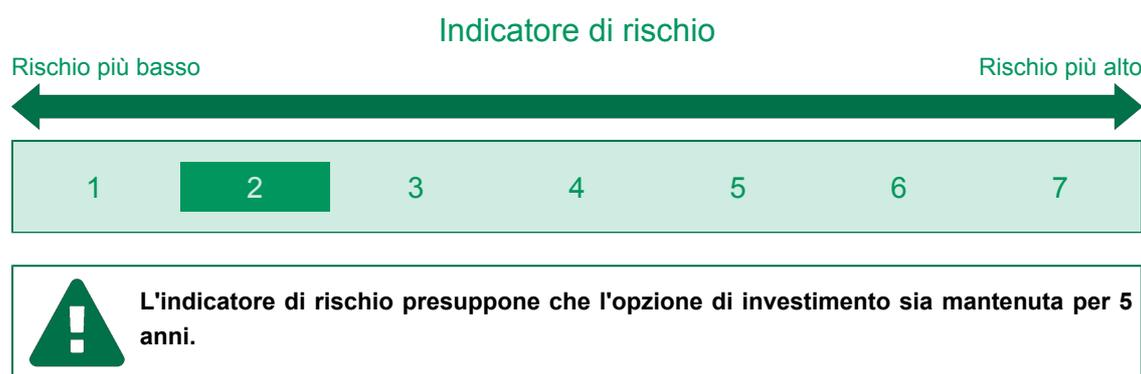 Indicatore di rischio
Rischio più basso Rischio più alto
1 2 3 4 5 6 7
L'indicatore di rischio presuppone che l'opzione di investimento sia mantenuta per 5
anni.